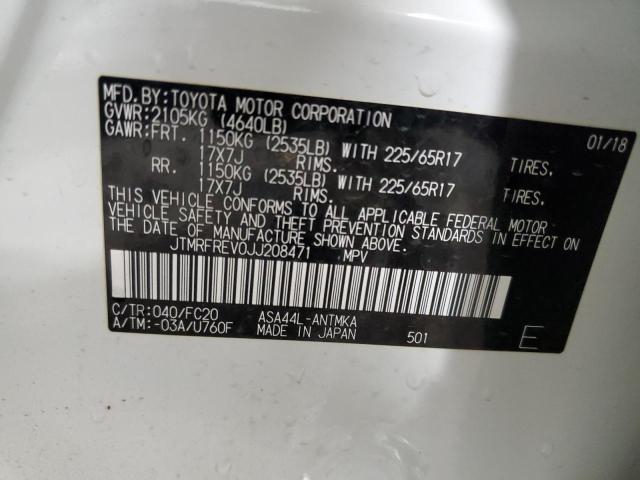 MFD.BY:TOYOTA MOTOR CORPORATION 01/18
GVWR:2105KG (4640LB)
GAWR:FRT. 1150KG (2535LB) WITH 225/65R17 TIRES,
17X7J RIMS.
RR. 1150KG (2535LB) WITH 225/65R17 TIRES,
17X7J RIMS.
THIS VEHICLE CONFORMS TO ALL APPLICABLE FEDERAL MOTOR
VEHICLE SAFETY AND THEFT PREVENTION STANDARDS IN EFFECT ON
THE DATE OF MANUFACTURE SHOWN ABOVE.
JTMRFREV0JJ208471 MPV
C/TR:040/FC20 ASA44L-ANTMKA
A/TM:-03A/U760F MADE IN JAPAN 501 E